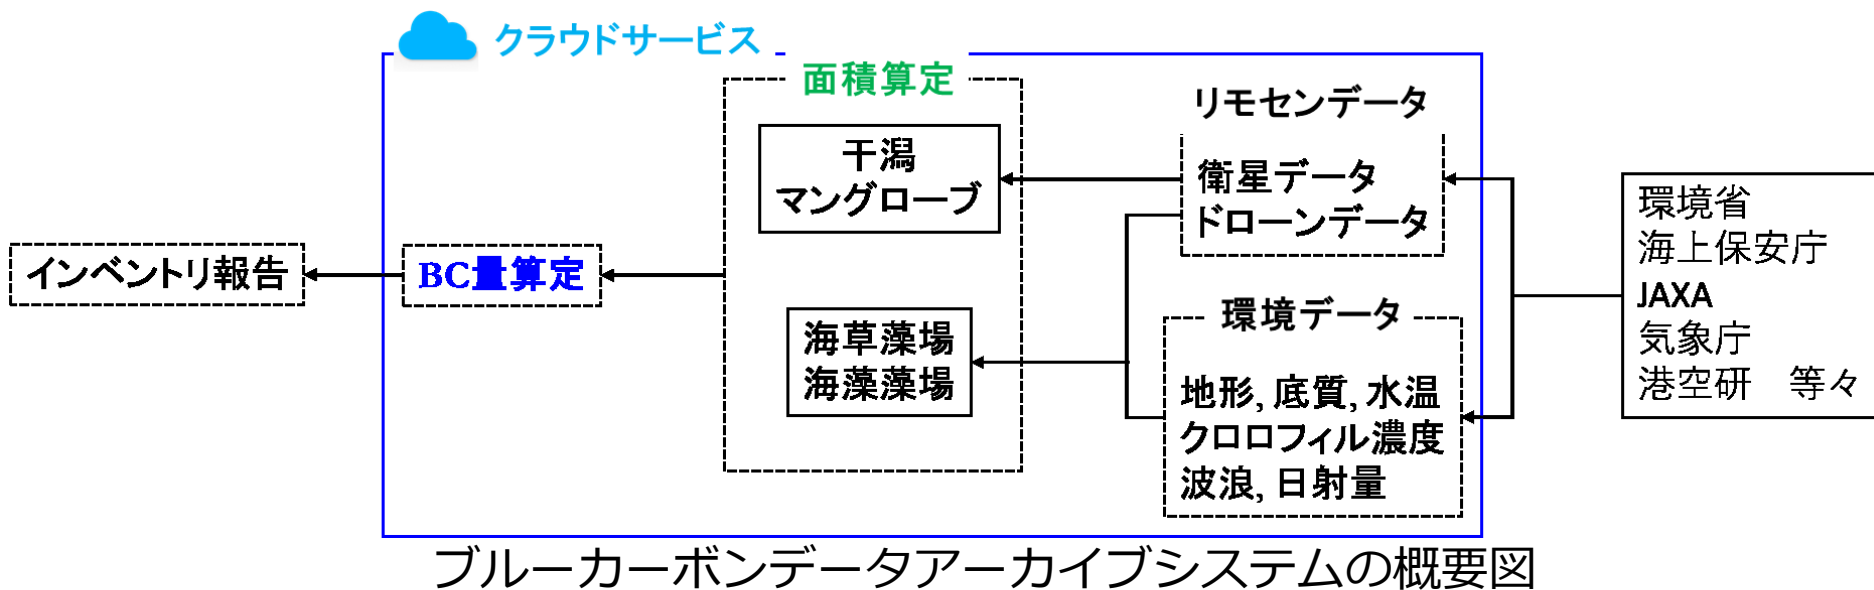 クラウドサービス
面積算定
干潟
マングローブ
海草藻場
海藻藻場
リモセンデータ
衛星データ
ドローンデータ
環境データ
地形, 底質, 水温
クロロフィル濃度
波浪, 日射量
環境省
海上保安庁
JAXA
気象庁
港空研　等々
BC量算定
インベントリ報告
ブルーカーボンデータアーカイブシステムの概要図